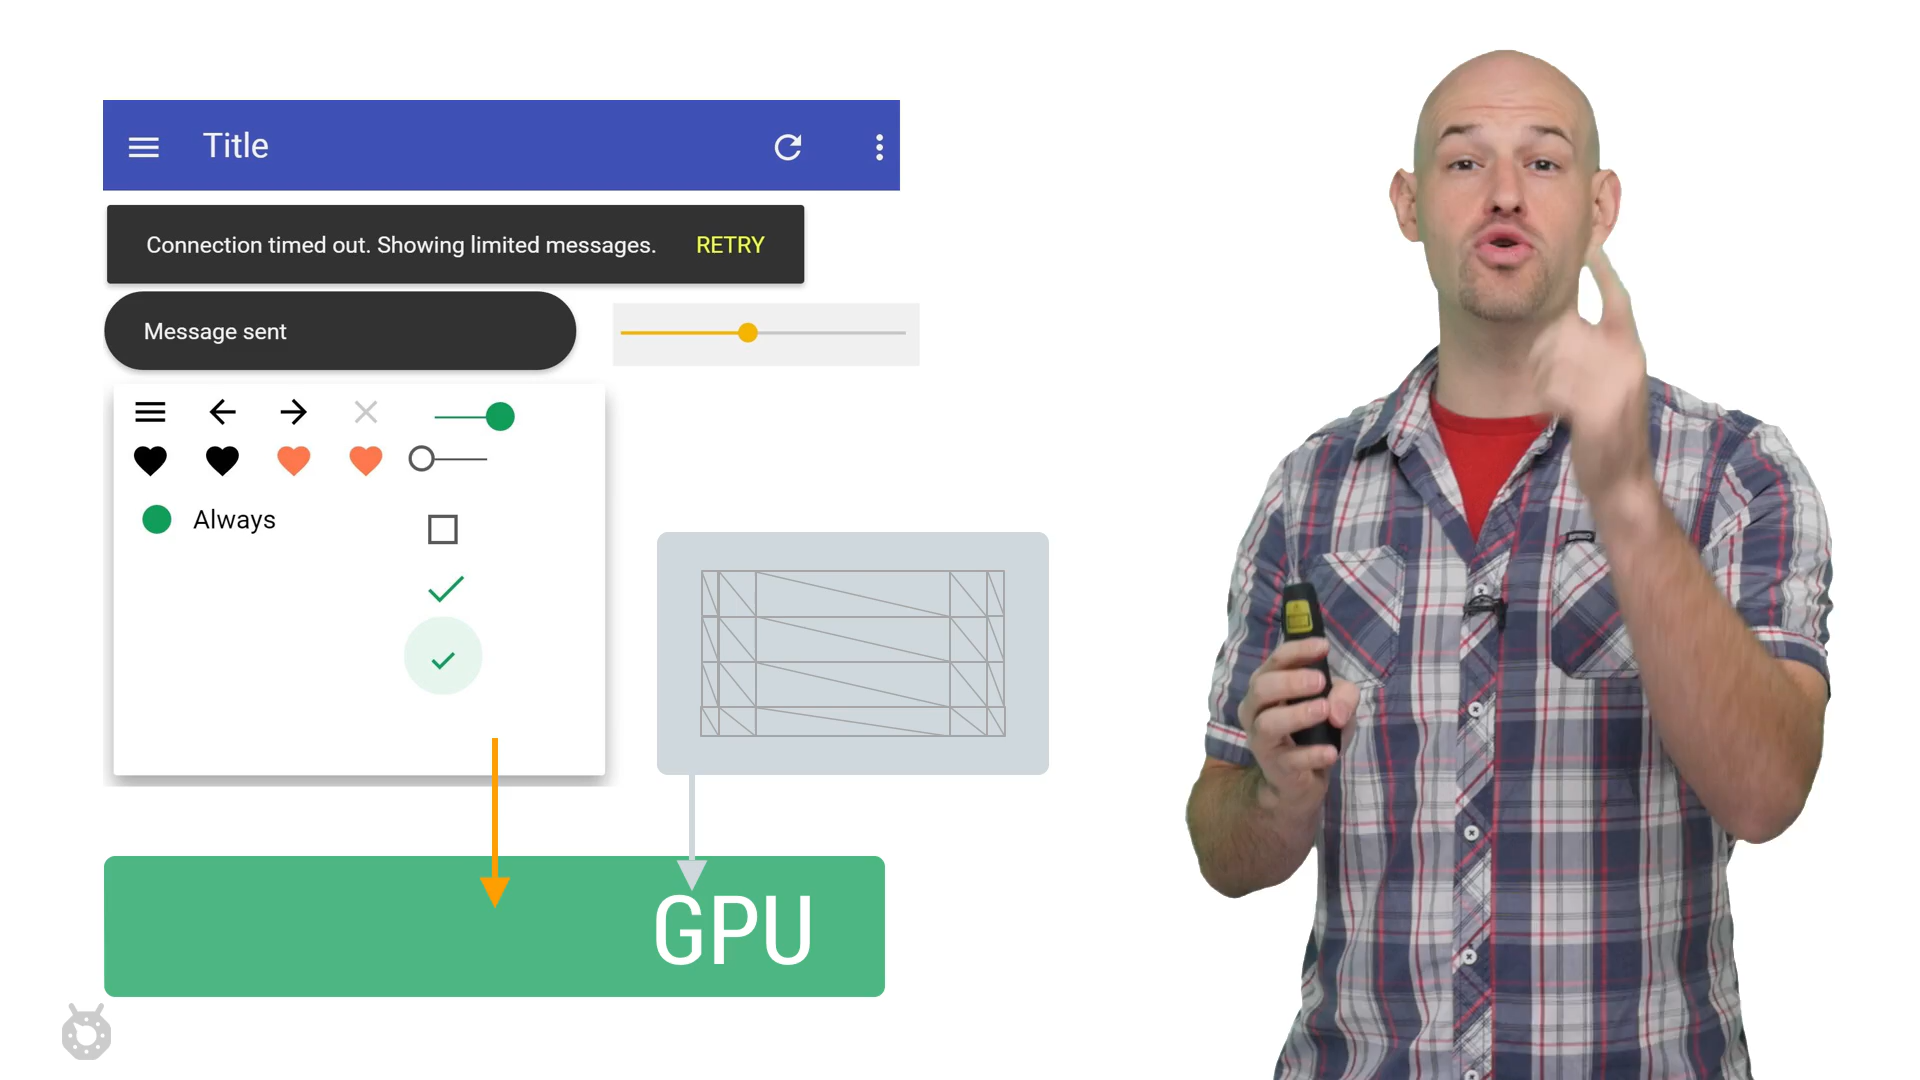 Title
Connection timed out. Showing limited messages. RETRY
Message sent
Always
GPU